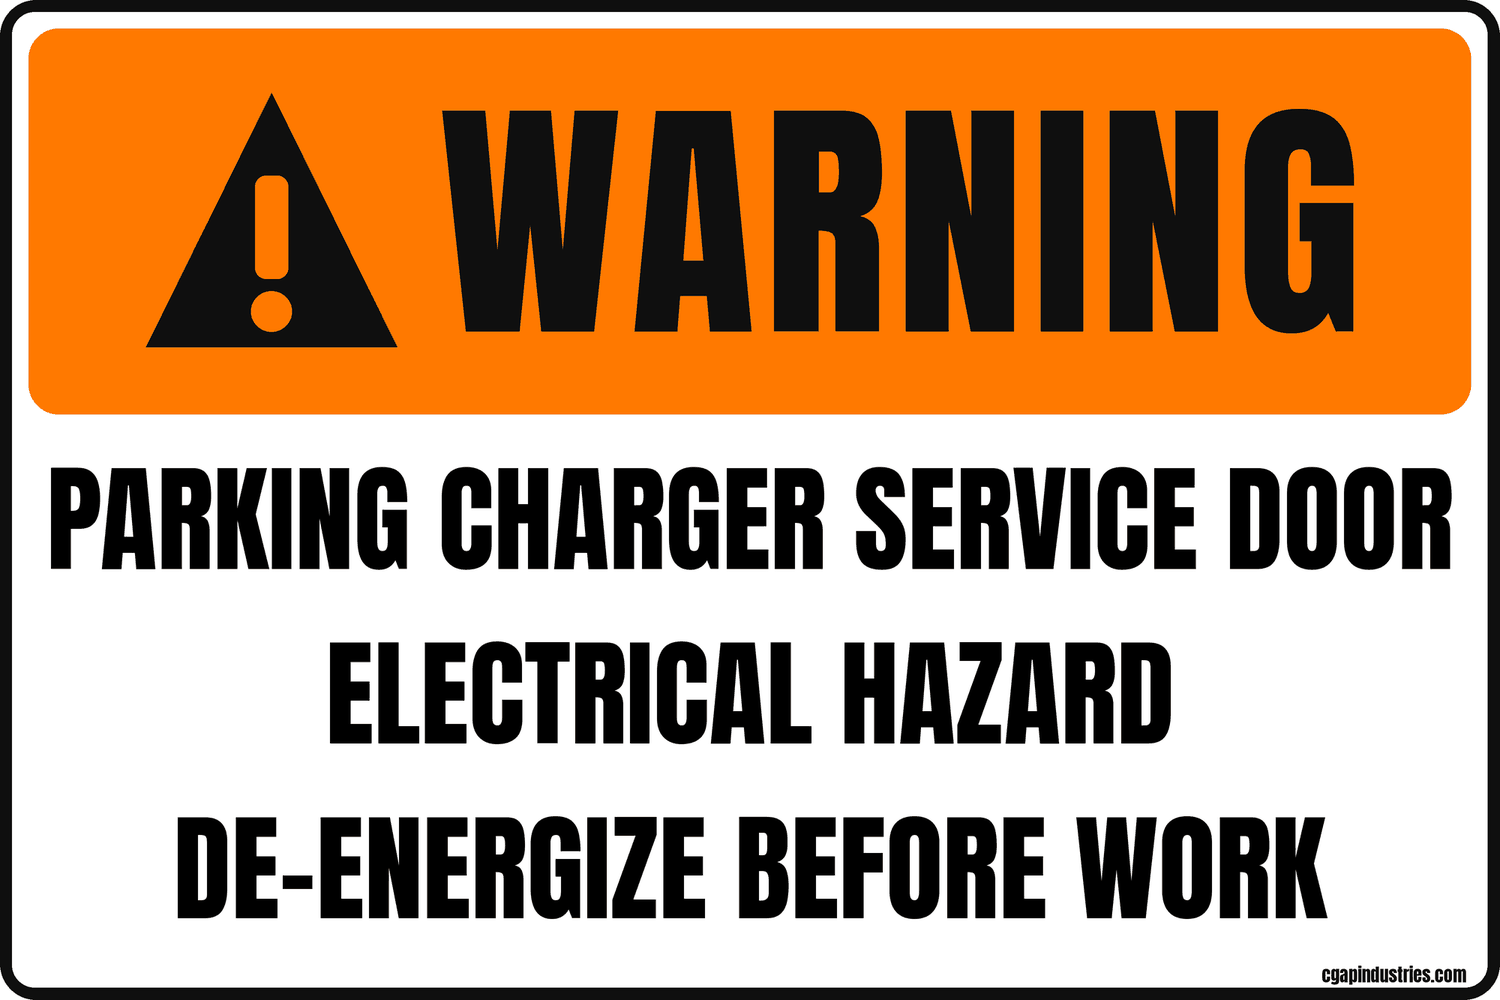 WARNING
PARKING CHARGER SERVICE DOOR
ELECTRICAL HAZARD
DE-ENERGIZE BEFORE WORK
cgapindustries.com